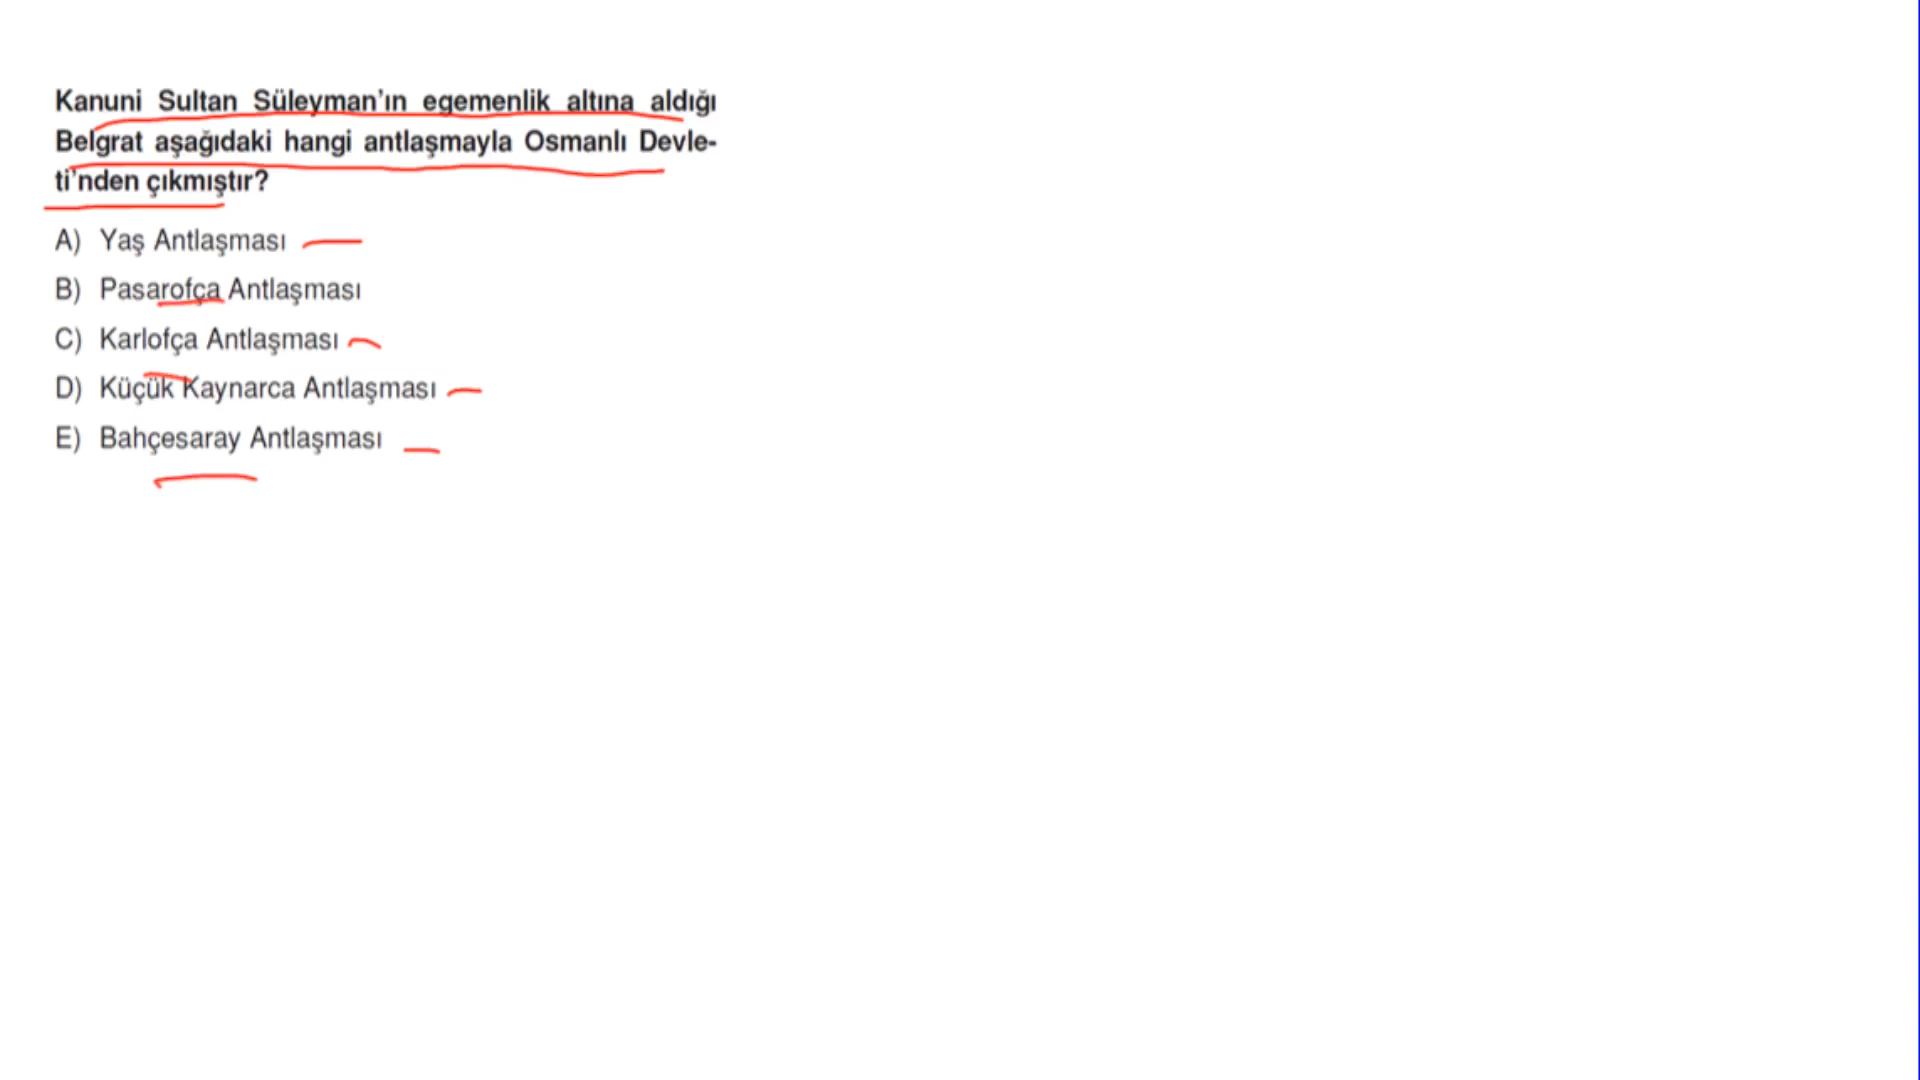 Kanuni Sultan Süleyman’ın egemenlik altına aldığı
Belgrat aşağıdaki hangi antlaşmayla Osmanlı Devle-
ti’nden çıkmıştır?
A) Yaş Antlaşması
B) Pasarofça Antlaşması
C) Karlofça Antlaşması
D) Küçük Kaynarca Antlaşması
E) Bahçesaray Antlaşması